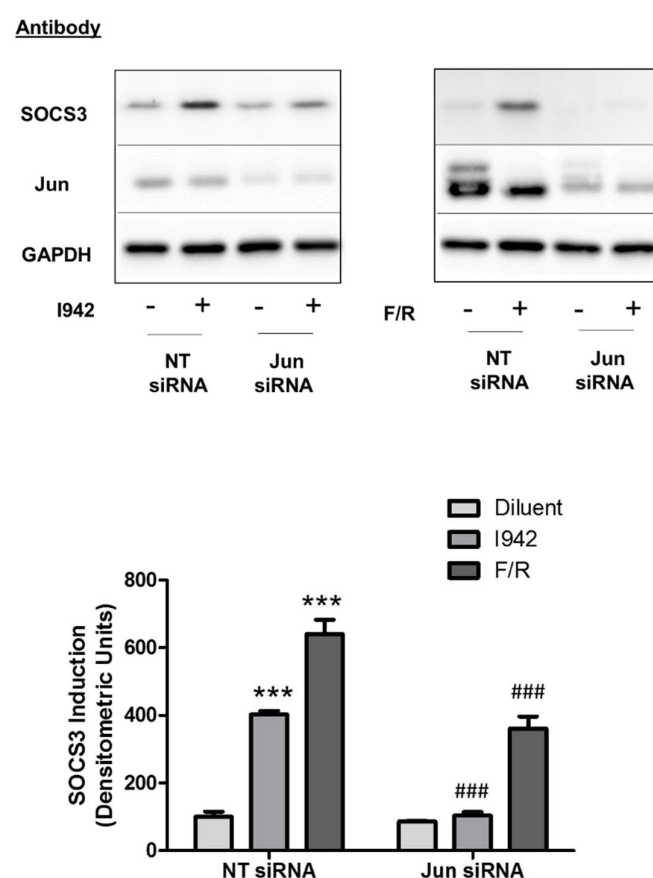 Antibody
SOCS3
Jun
GAPDH
I942 - + - +
F/R - + - +
NT siRNA
Jun siRNA
NT siRNA
Jun siRNA
Diluent
I942
F/R
SOCS3 Induction
(Densitometric Units)
800
600
400
200
0
***
***
###
###
NT siRNA
Jun siRNA